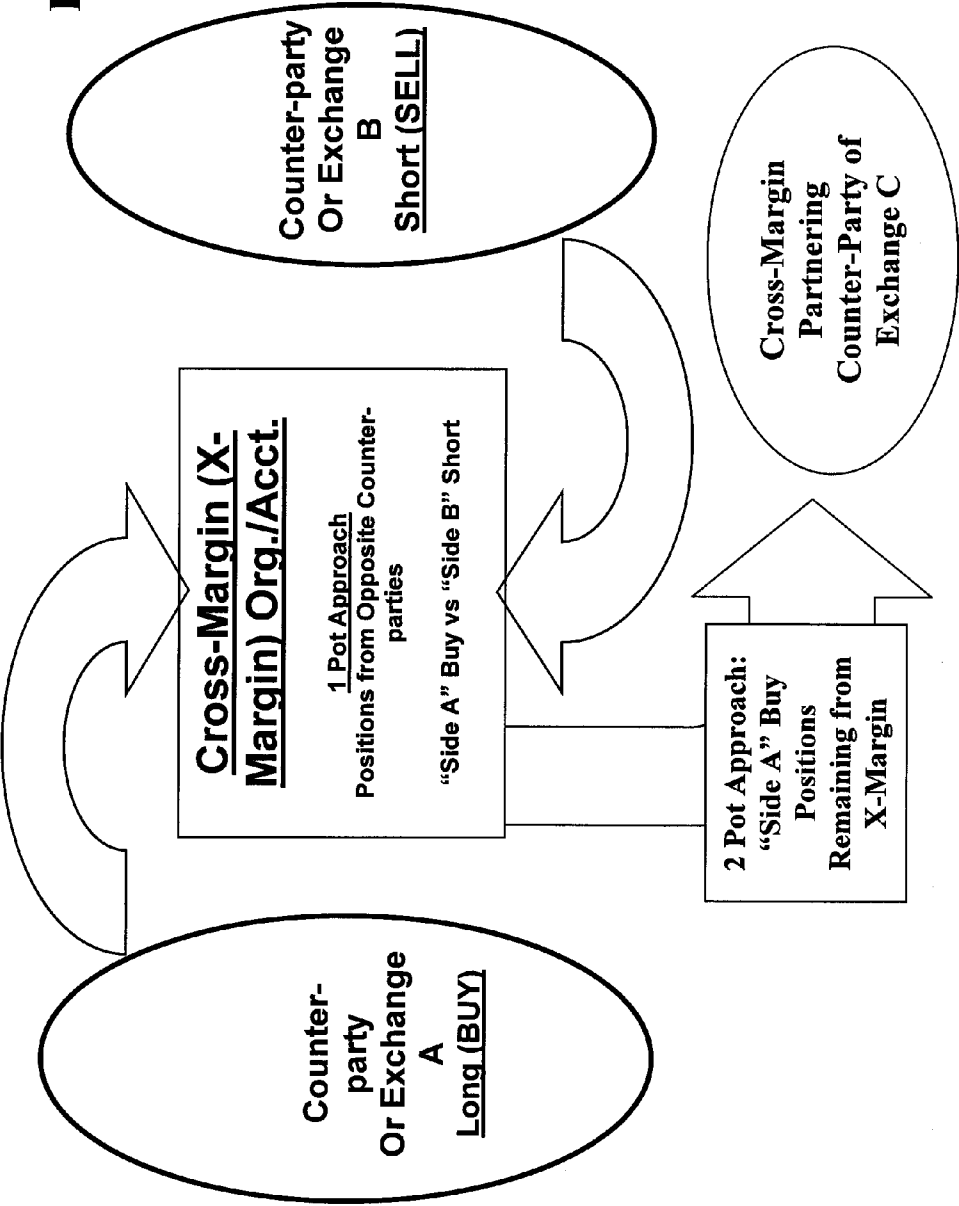 Counter-
party
Or Exchange
A
Long (BUY)
Cross-Margin (X-
Margin) Org./Acct.
1 Pot Approach
Positions from Opposite Counter-
parties
“Side A” Buy vs “Side B” Short
Counter-party
Or Exchange
B
Short (SELL)
2 Pot Approach:
“Side A” Buy
Positions
Remaining from
X-Margin
Cross-Margin
Partnering
Counter-Party of
Exchange C